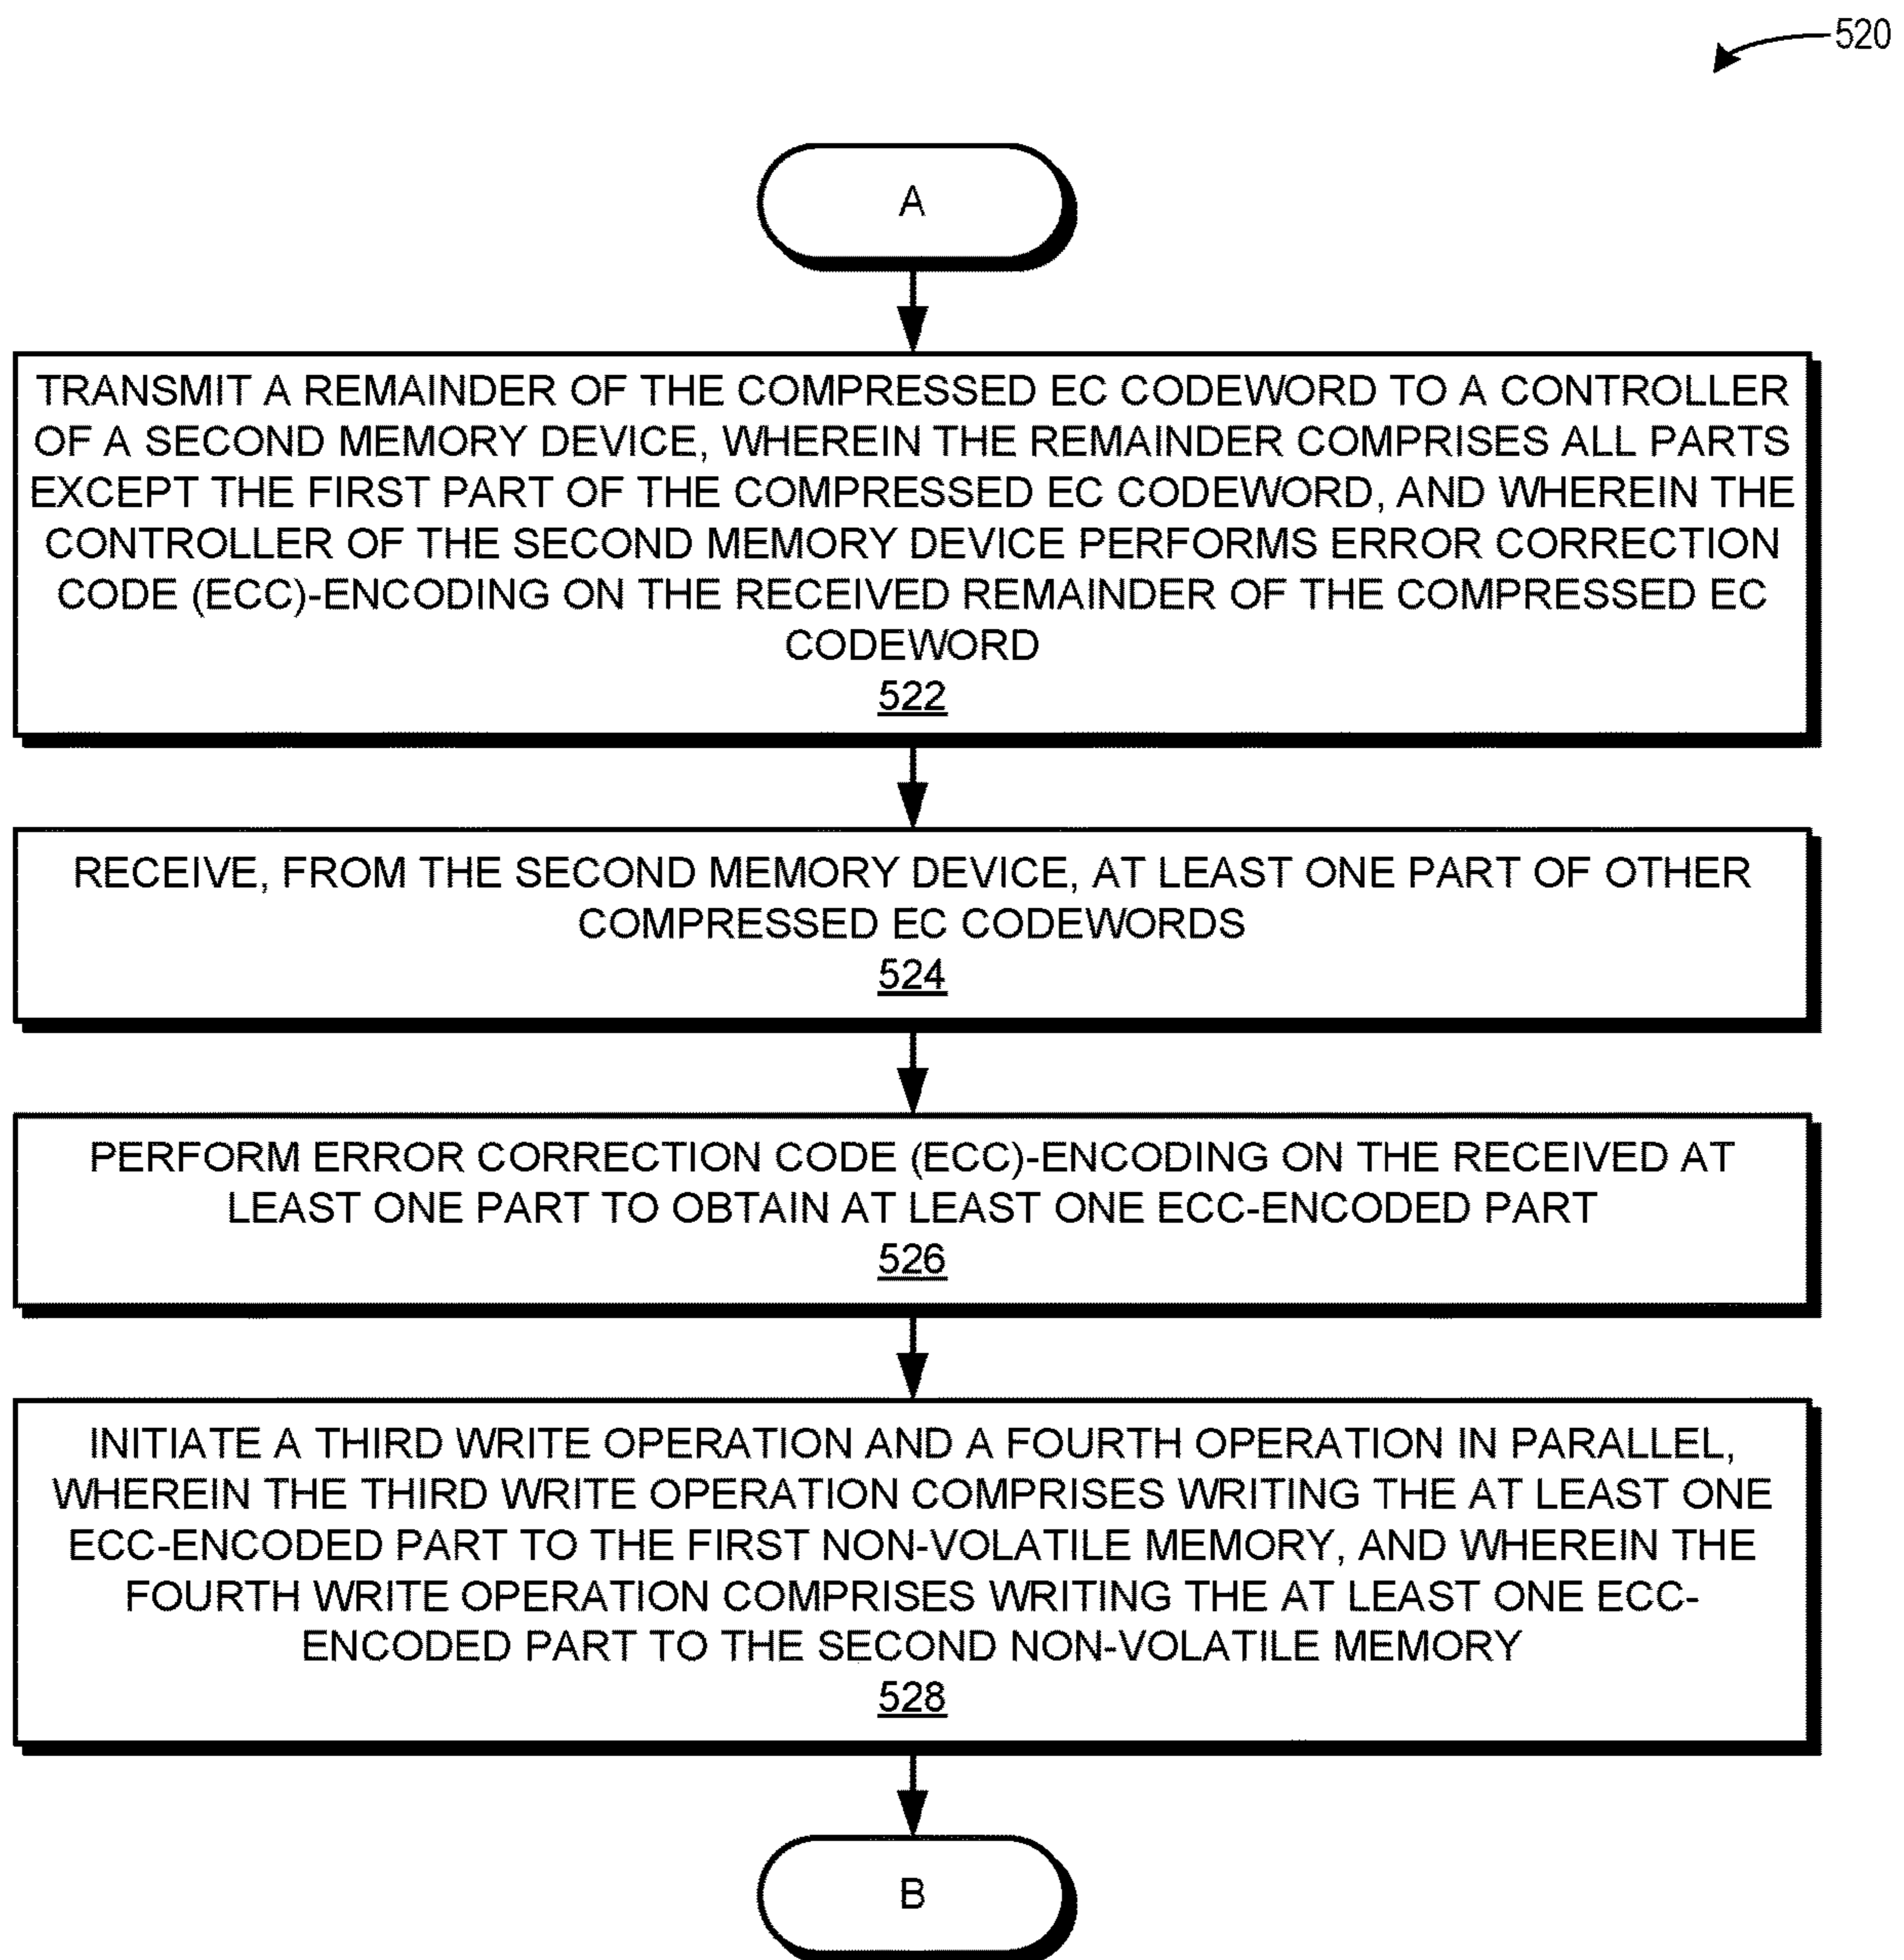 520
A
TRANSMIT A REMAINDER OF THE COMPRESSED EC CODEWORD TO A CONTROLLER
OF A SECOND MEMORY DEVICE, WHEREIN THE REMAINDER COMPRISES ALL PARTS
EXCEPT THE FIRST PART OF THE COMPRESSED EC CODEWORD, AND WHEREIN THE
CONTROLLER OF THE SECOND MEMORY DEVICE PERFORMS ERROR CORRECTION
CODE (ECC)-ENCODING ON THE RECEIVED REMAINDER OF THE COMPRESSED EC
CODEWORD
522
RECEIVE, FROM THE SECOND MEMORY DEVICE, AT LEAST ONE PART OF OTHER
COMPRESSED EC CODEWORDS
524
PERFORM ERROR CORRECTION CODE (ECC)-ENCODING ON THE RECEIVED AT
LEAST ONE PART TO OBTAIN AT LEAST ONE ECC-ENCODED PART
526
INITIATE A THIRD WRITE OPERATION AND A FOURTH OPERATION IN PARALLEL,
WHEREIN THE THIRD WRITE OPERATION COMPRISES WRITING THE AT LEAST ONE
ECC-ENCODED PART TO THE FIRST NON-VOLATILE MEMORY, AND WHEREIN THE
FOURTH WRITE OPERATION COMPRISES WRITING THE AT LEAST ONE ECC-
ENCODED PART TO THE SECOND NON-VOLATILE MEMORY
528
B